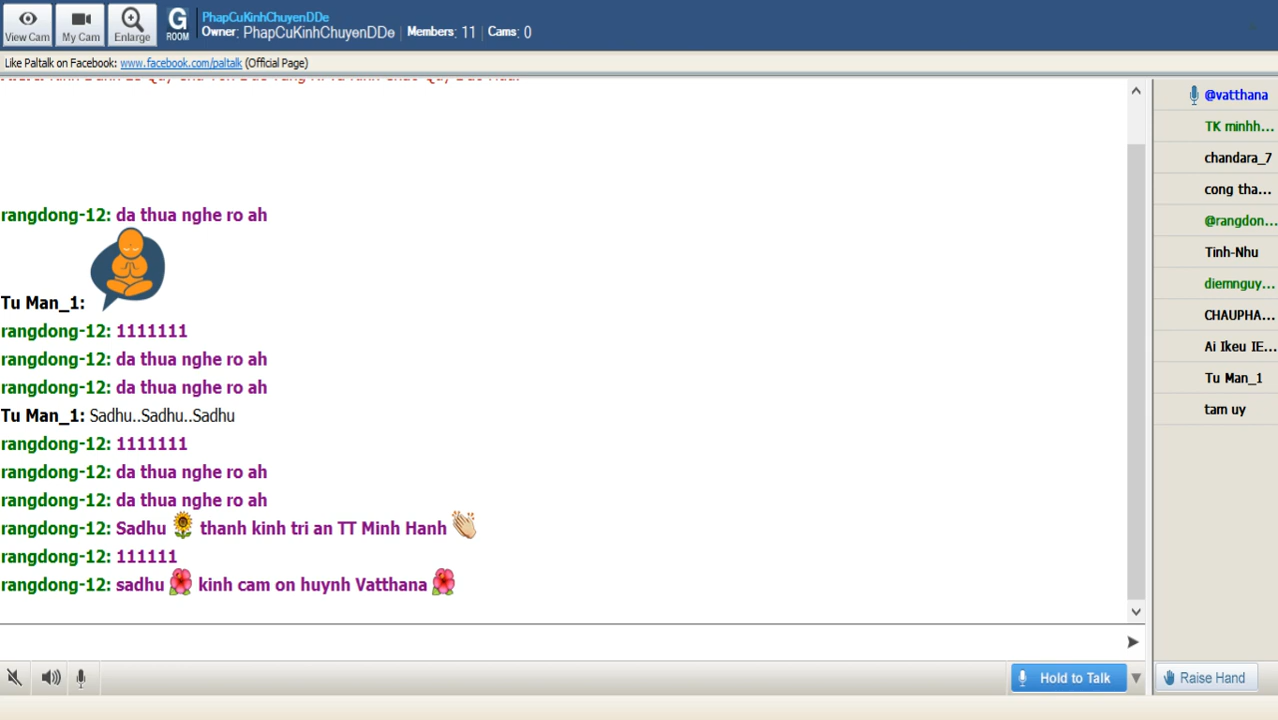 View Cam
My Cam
Enlarge
G
ROOM
PhapCuKinhChuyenDDe
Owner: PhapCuKinhChuyenDDe
Members: 11
Cams: 0
Like Paltalk on Facebook: www.facebook.com/paltalk (Official Page)
rangdong-12: da thua nghe ro ah
Tu Man_1:
rangdong-12: 1111111
rangdong-12: da thua nghe ro ah
rangdong-12: da thua nghe ro ah
Tu Man_1: Sadhu..Sadhu..Sadhu
rangdong-12: 1111111
rangdong-12: da thua nghe ro ah
rangdong-12: da thua nghe ro ah
rangdong-12: Sadhu thanh kinh tri an TT Minh Hanh
rangdong-12: 111111
rangdong-12: sadhu kinh cam on huynh Vatthana
Hold to Talk
@vatthana
TK minhh...
chandara_7
cong tha...
@rangdon...
Tinh-Nhu
diemnguy...
CHAUPHA...
Ai Ikeu IE...
Tu Man_1
tam uy
Raise Hand